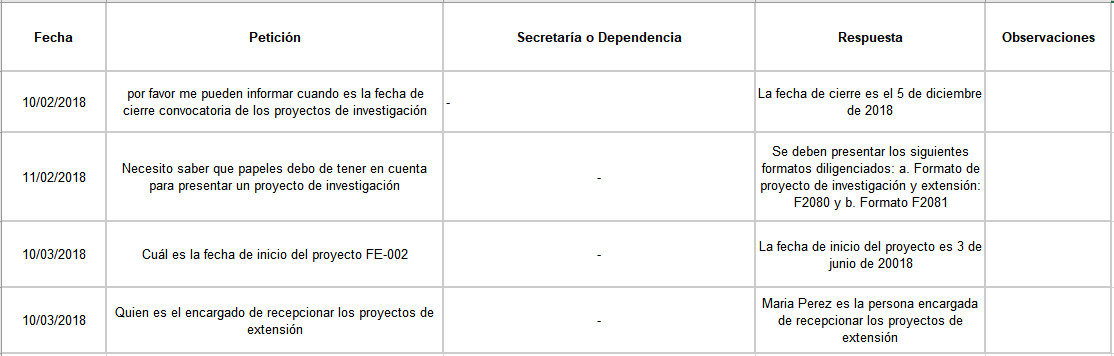 Fecha Petición Secretaría o Dependencia Respuesta Observaciones
10/02/2018
por favor me pueden informar cuando es la fecha de
cierre convocatoria de los proyectos de investigación
-
La fecha de cierre es el 5 de diciembre
de 2018
11/02/2018
Necesito saber que papeles debo de tener en cuenta
para presentar un proyecto de investigación
-
Se deben presentar los siguientes
formatos diligenciados: a. Formato de
proyecto de investigación y extensión:
F2080 y b. Formato F2081
10/03/2018
Cuál es la fecha de inicio del proyecto FE-002
-
La fecha de inicio del proyecto es 3 de
junio de 20018
10/03/2018
Quien es el encargado de recepcionar los proyectos de
extensión
-
Maria Perez es la persona encargada
de recepcionar los proyectos de
extensión